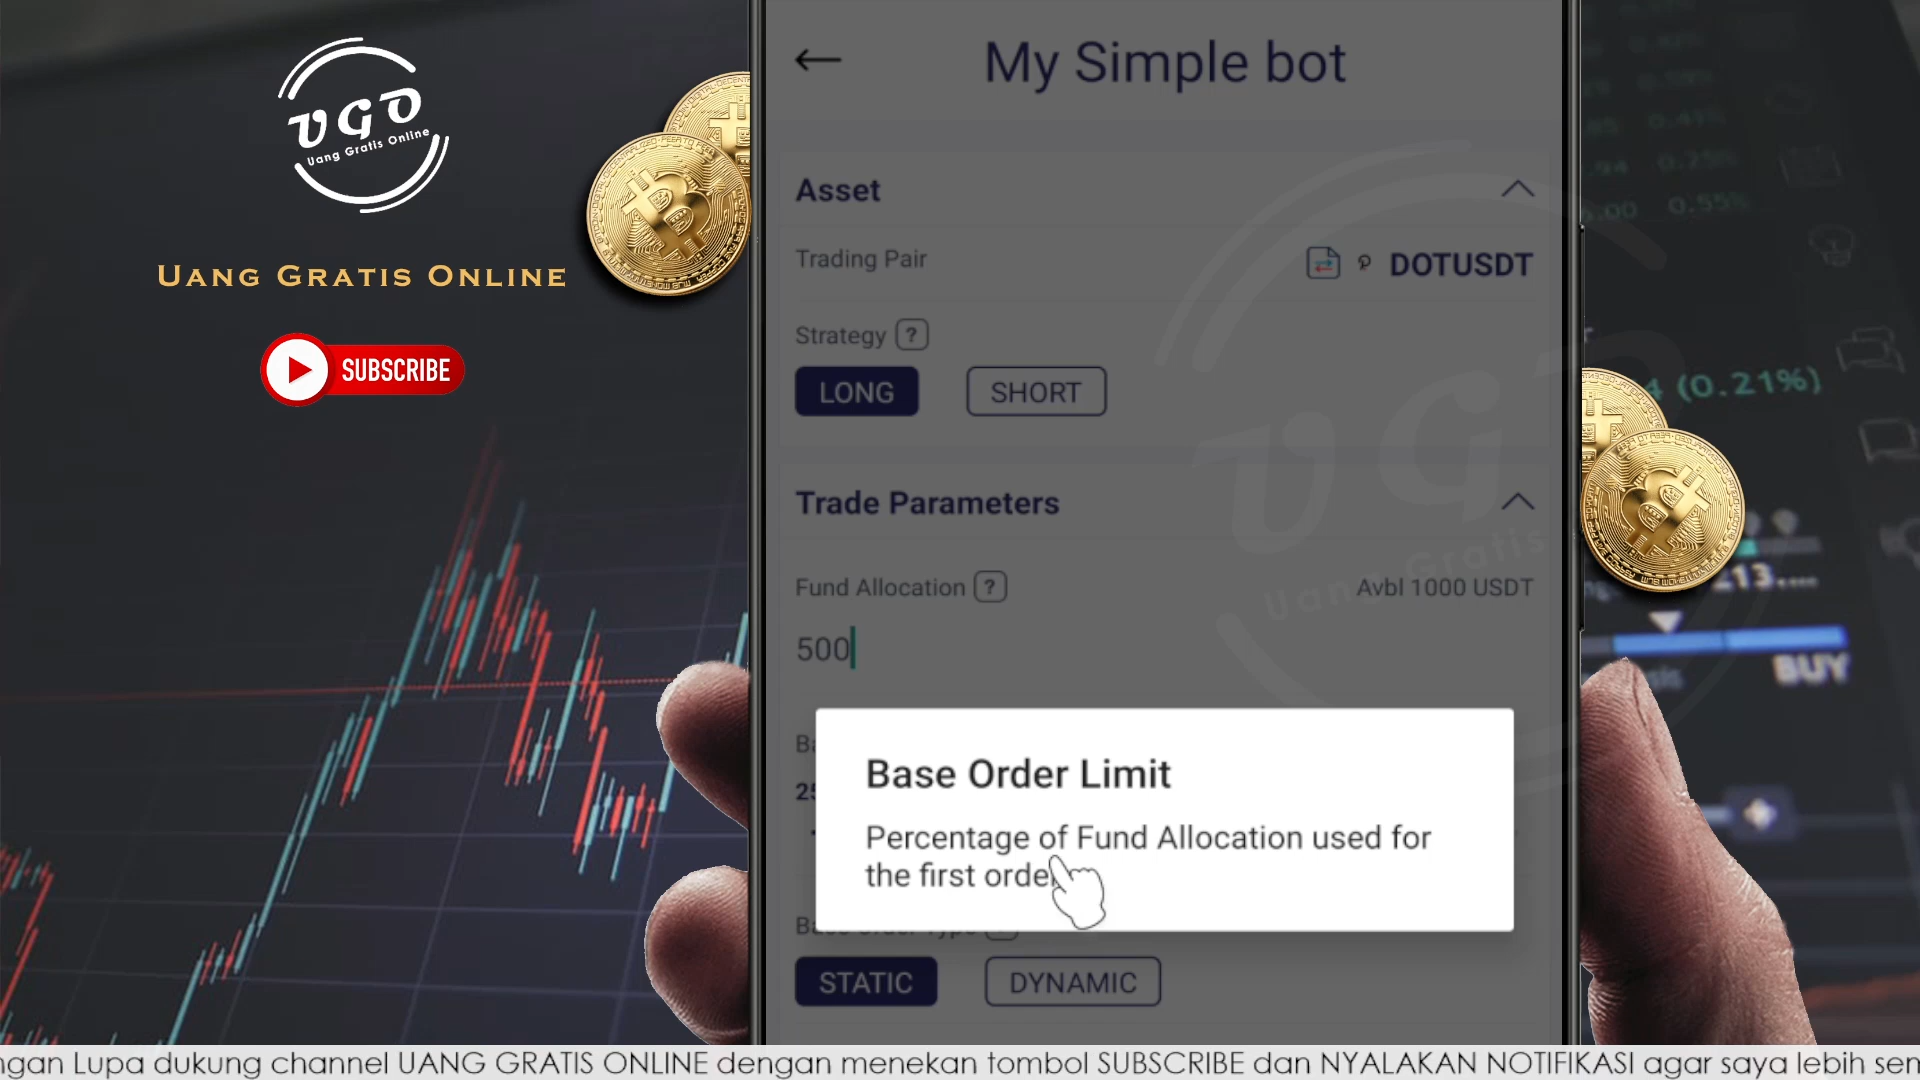 UGO
Uang Gratis Online
UANG GRATIS ONLINE
SUBSCRIBE
My Simple bot
Asset
Trading Pair
P DOTUSDT
Strategy ?
LONG SHORT
Trade Parameters
Fund Allocation ?
Avbl 1000 USDT
500
Base Order Limit
Percentage of Fund Allocation used for
the first order
STATIC DYNAMIC
(0.21%)
BUY
ngan Lupa dukung channel UANG GRATIS ONLINE dengan menekan tombol SUBSCRIBE dan NYALAKAN NOTIFIKASI agar saya lebih sem